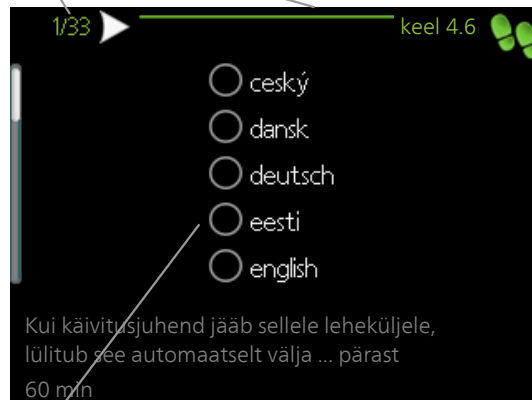 1/33 keel 4.6
ceský
dansk
deutsch
eesti
english
Kui käivitusjuhend jääb sellele leheküljele,
lülitub see automaatselt välja ... pärast
60 min